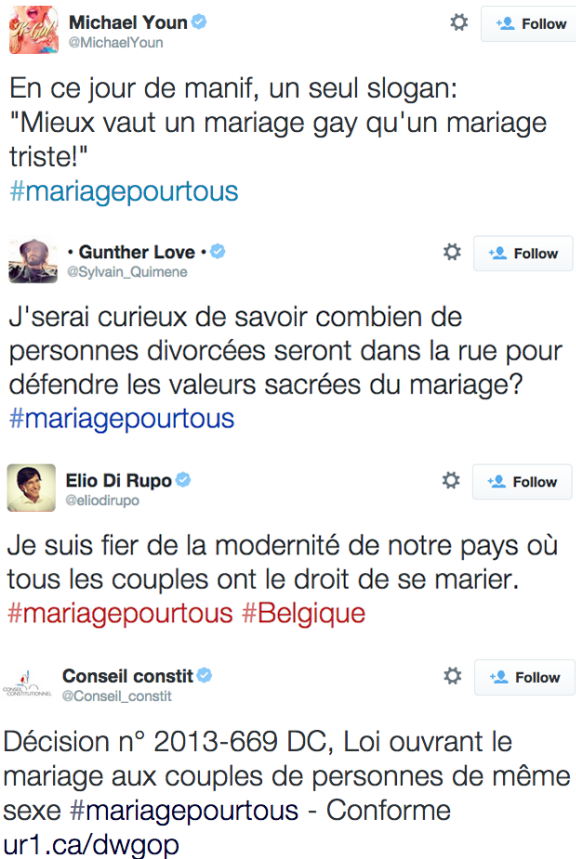 Michael Youn
@MichaelYoun
Follow
En ce jour de manif, un seul slogan:
"Mieux vaut un mariage gay qu'un mariage
triste!"
#mariagepourtous
• Gunther Love •
@Sylvain_Quimene
Follow
J'serai curieux de savoir combien de
personnes divorcées seront dans la rue pour
défendre les valeurs sacrées du mariage?
#mariagepourtous
Elio Di Rupo
@eliodirupo
Follow
Je suis fier de la modernité de notre pays où
tous les couples ont le droit de se marier.
#mariagepourtous #Belgique
CONSEIL
CONSTITUTIONNEL
Conseil constit
@Conseil_constit
Follow
Décision n° 2013-669 DC, Loi ouvrant le
mariage aux couples de personnes de même
sexe #mariagepourtous - Conforme
ur1.ca/dwgop